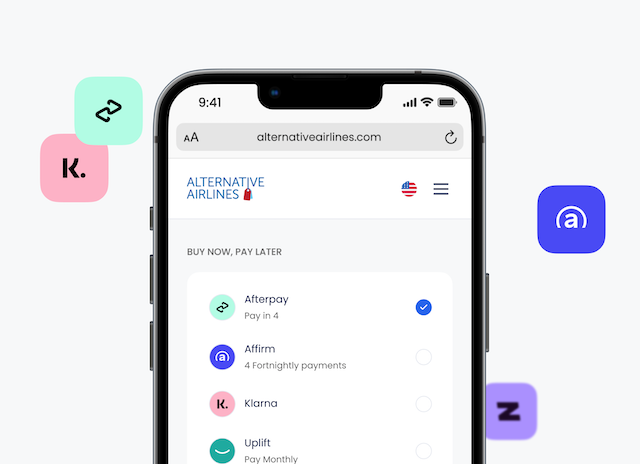 9:41
AA
alternativeairlines.com
ALTERNATIVE
AIRLINES
BUY NOW, PAY LATER
Afterpay
Pay in 4
a
Affirm
4 Fortnightly payments
K.
Klarna
Uplift
Pay Monthly
K.
a